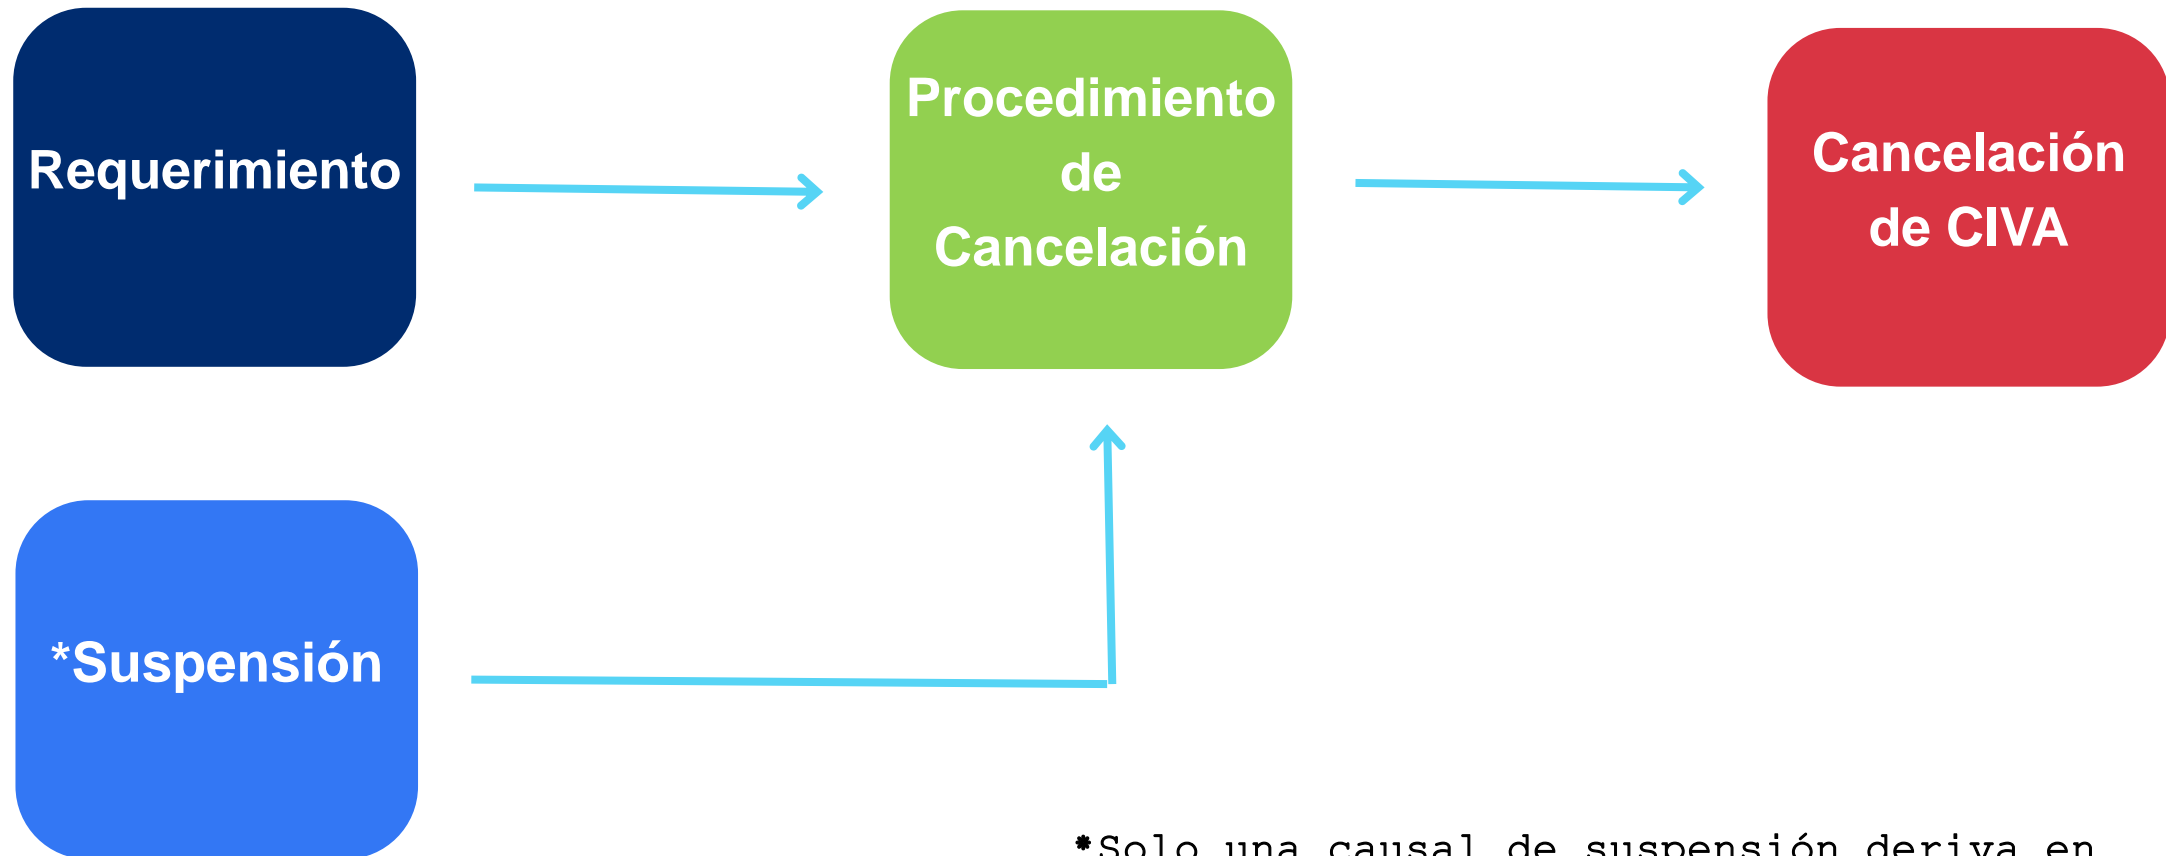 Requerimiento
Procedimiento
de
Cancelación
Cancelación
de CIVA
*Suspensión
*Solo una causal de suspensión deriva en